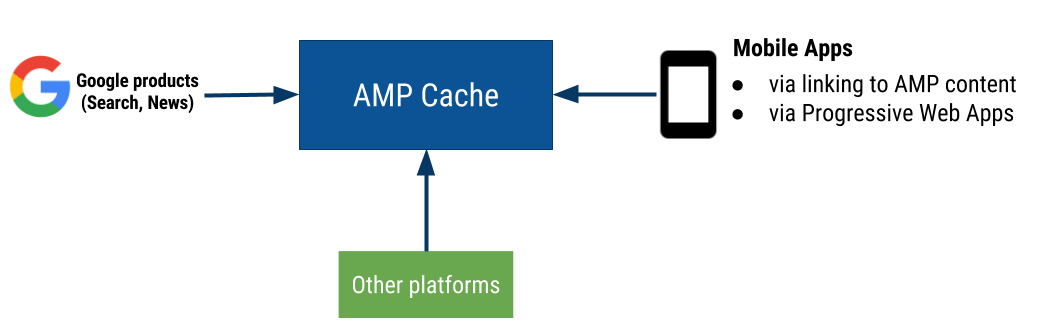 Google products
(Search, News)
AMP Cache
Mobile Apps
● via linking to AMP content
● via Progressive Web Apps
Other platforms